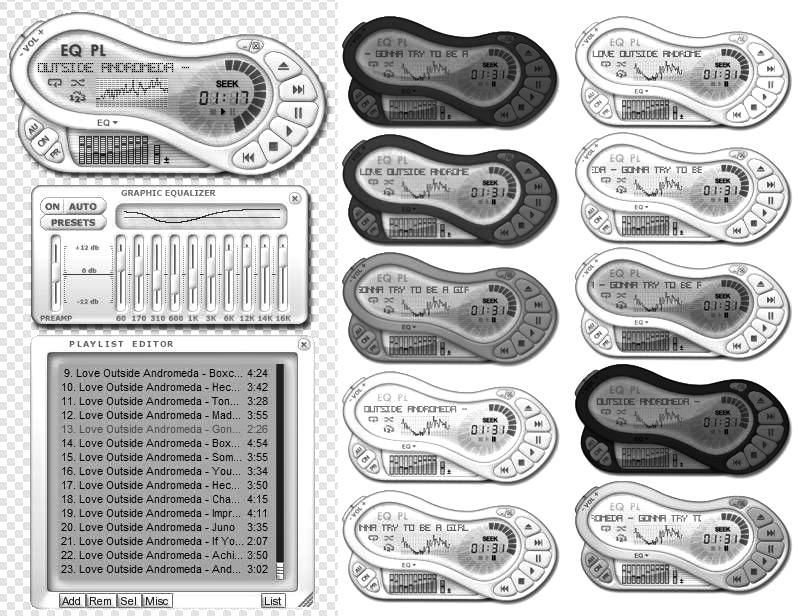 - VOL +
EQ PL
OUTSIDE ANDROMEDA -
SEEK
01:17
123
EQ
AU
ON
PR
GRAPHIC EQUALIZER
ON AUTO
PRESETS
+12 db
0 db
-12 db
PREAMP 60 170 310 600 1K 3K 6K 12K 14K 16K
PLAYLIST EDITOR
9. Love Outside Andromeda - Boxc... 4:24
10. Love Outside Andromeda - Hec... 3:42
11. Love Outside Andromeda - Ton... 3:28
12. Love Outside Andromeda - Mad... 3:55
13. Love Outside Andromeda - Gon... 2:26
14. Love Outside Andromeda - Box... 4:54
15. Love Outside Andromeda - Som... 3:55
16. Love Outside Andromeda - You... 3:34
17. Love Outside Andromeda - Hec... 3:50
18. Love Outside Andromeda - Cha... 4:15
19. Love Outside Andromeda - Impr... 4:11
20. Love Outside Andromeda - Juno 3:35
21. Love Outside Andromeda - If Yo... 2:07
22. Love Outside Andromeda - Achi... 3:50
23. Love Outside Andromeda - And... 3:02
Add Rem Sel Misc List
EQ PL
- GONNA TRY TO BE A
SEEK
01:31
EQ
EQ PL
LOVE OUTSIDE ANDROME
SEEK
01:31
EQ
EQ PL
GONNA TRY TO BE A GIR
SEEK
01:31
EQ
EQ PL
OUTSIDE ANDROMEDA -
SEEK
01:31
EQ
EQ PL
NNA TRY TO BE A GIRL
SEEK
01:31
EQ
EQ PL
LOVE OUTSIDE ANDROME
SEEK
01:31
EQ
EQ PL
DA - GONNA TRY TO BE
SEEK
01:31
EQ
EQ PL
- GONNA TRY TO BE A
SEEK
01:31
EQ
EQ PL
OUTSIDE ANDROMEDA -
SEEK
01:31
EQ
EQ PL
OMEDA - GONNA TRY TO
SEEK
01:31
EQ